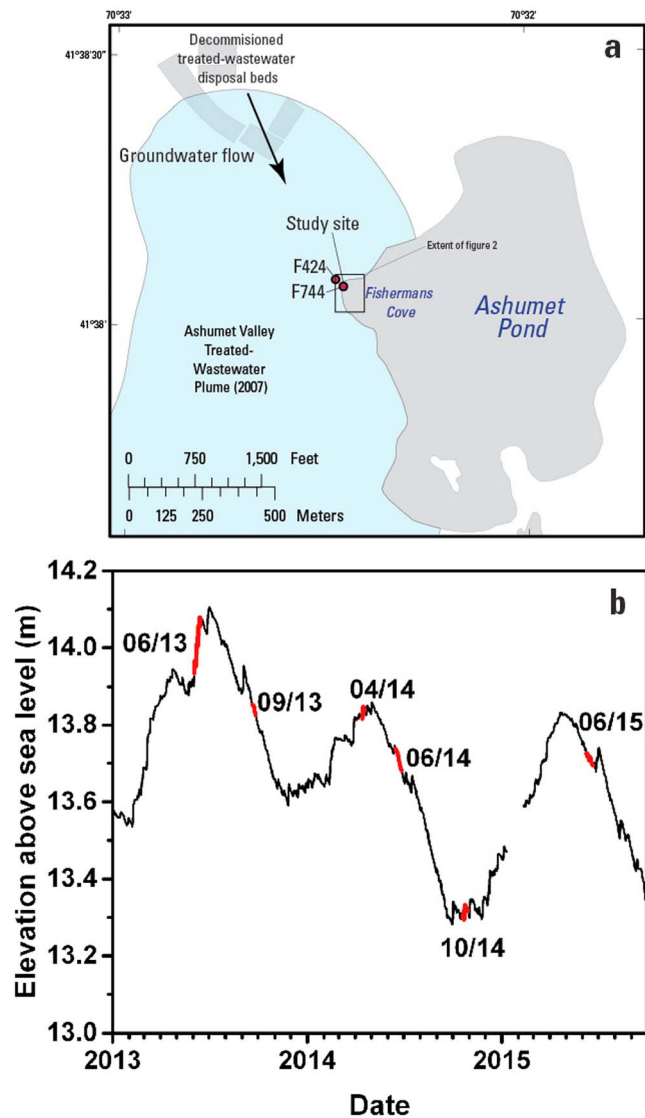 70°33'
70°32'
41°38'30"
Decommisioned
treated-wastewater
disposal beds
a
Groundwater flow
Study site
Extent of figure 2
F424
F744
Fishermans
Cove
41°38'
Ashumet
Pond
Ashumet Valley
Treated-
Wastewater
Plume (2007)
0 750 1,500 Feet
0 125 250 500 Meters
b
14.2
14.0
13.8
13.6
13.4
13.2
13.0
Elevation above sea level (m)
06/13
09/13
04/14
06/14
10/14
06/15
2013 2014 2015
Date